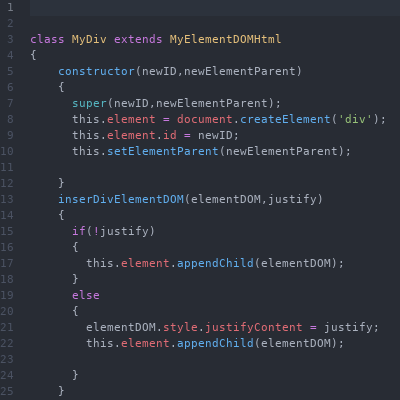 1
2
3 class MyDiv extends MyElementDOMHtml
4 {
5 constructor(newID,newElementParent)
6 {
7 super(newID,newElementParent);
8 this.element = document.createElement('div');
9 this.element.id = newID;
10 this.setElementParent(newElementParent);
11
12 }
13 inserDivElementDOM(elementDOM,justify)
14 {
15 if(!justify)
16 {
17 this.element.appendChild(elementDOM);
18 }
19 else
20 {
21 elementDOM.style.justifyContent = justify;
22 this.element.appendChild(elementDOM);
23
24 }
25 }